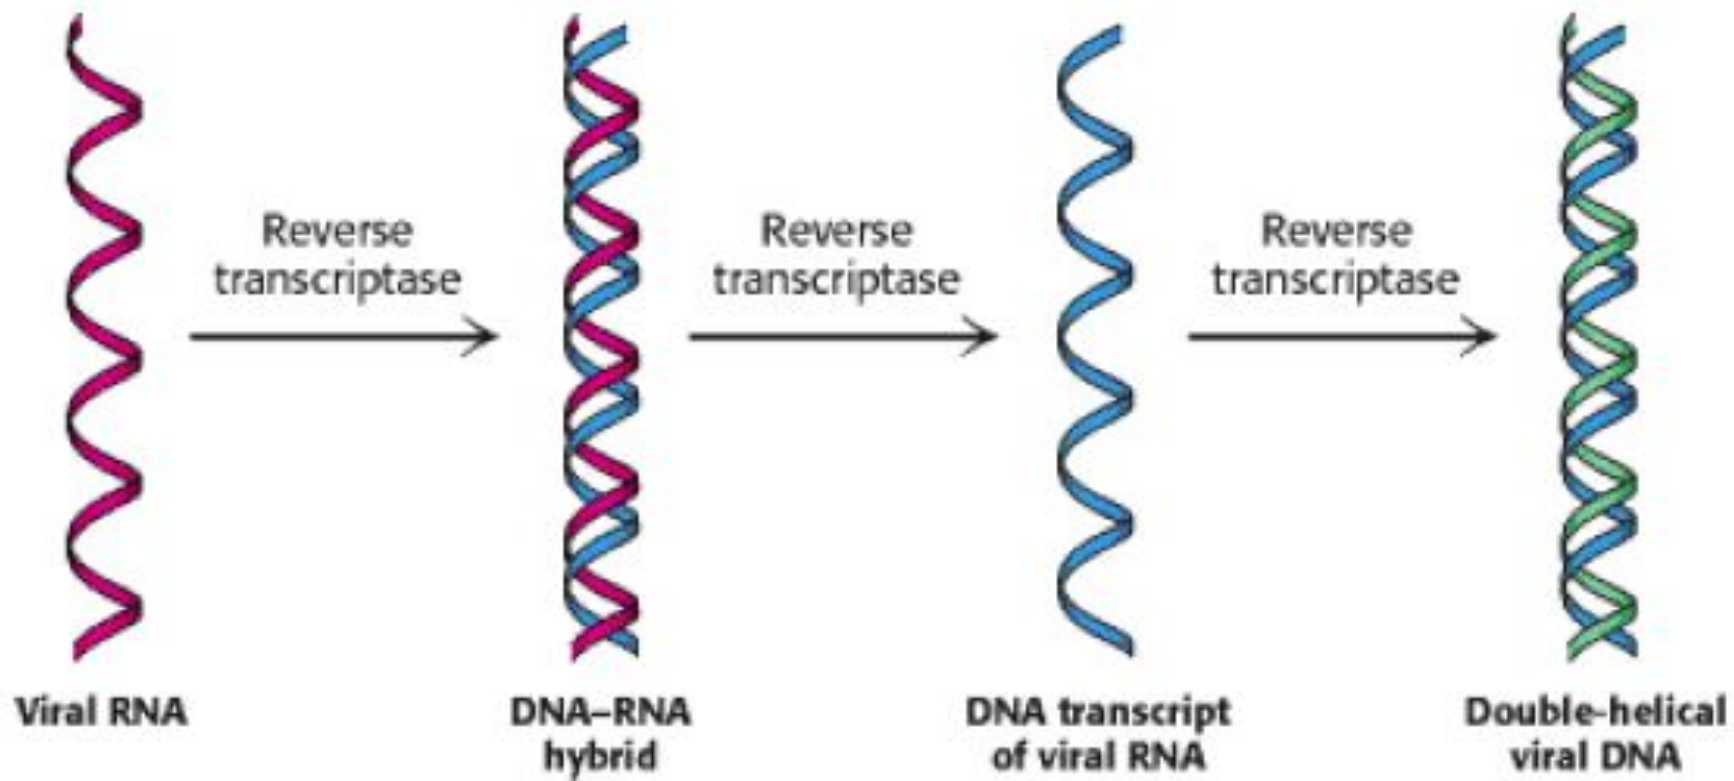 Reverse
transcriptase
Reverse
transcriptase
Reverse
transcriptase
Viral RNA
DNA–RNA
hybrid
DNA transcript
of viral RNA
Double-helical
viral DNA